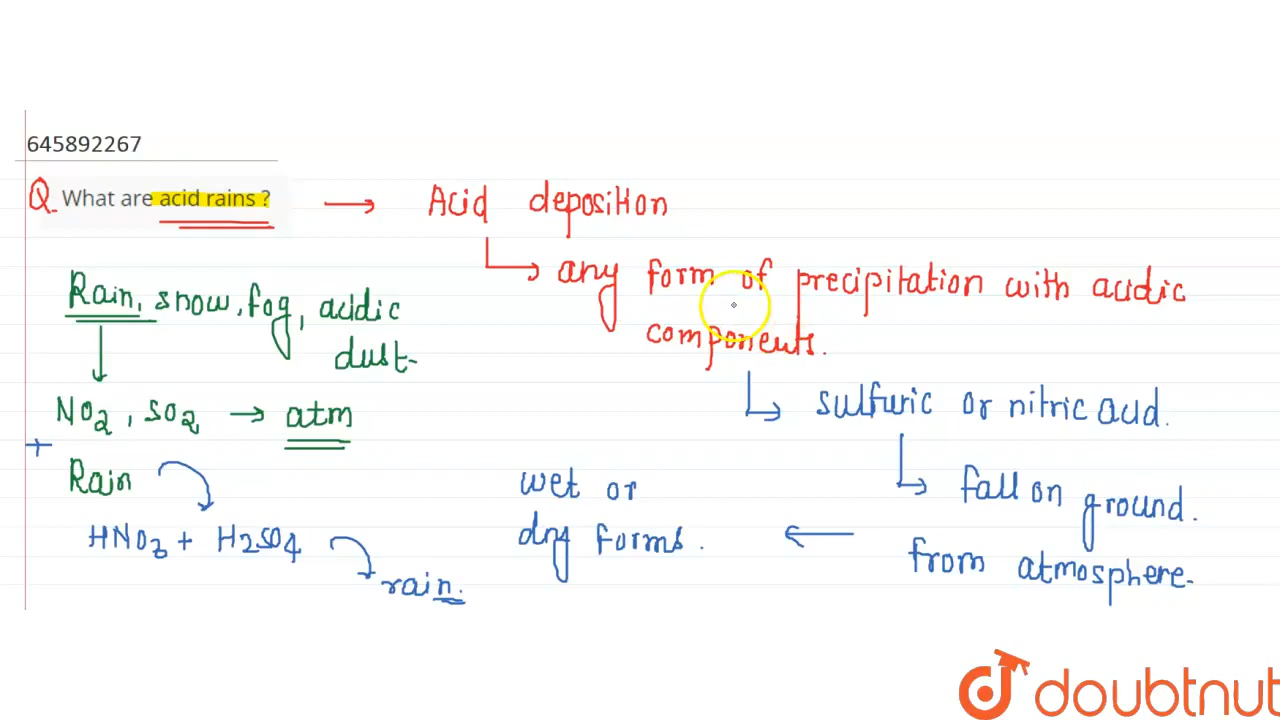 645892267
Q. What are acid rains ? → Acid deposition
↳ any form of precipitation with acidic
components.
↳ sulfuric or nitric acid.
↳ fall on ground.
from atmosphere.
← wet or
dry forms.
Rain, snow, fog, acidic
dust
↓
NO2, SO2 → atm
+
Rain
HNO3 + H2SO4
rain.
doubtnut